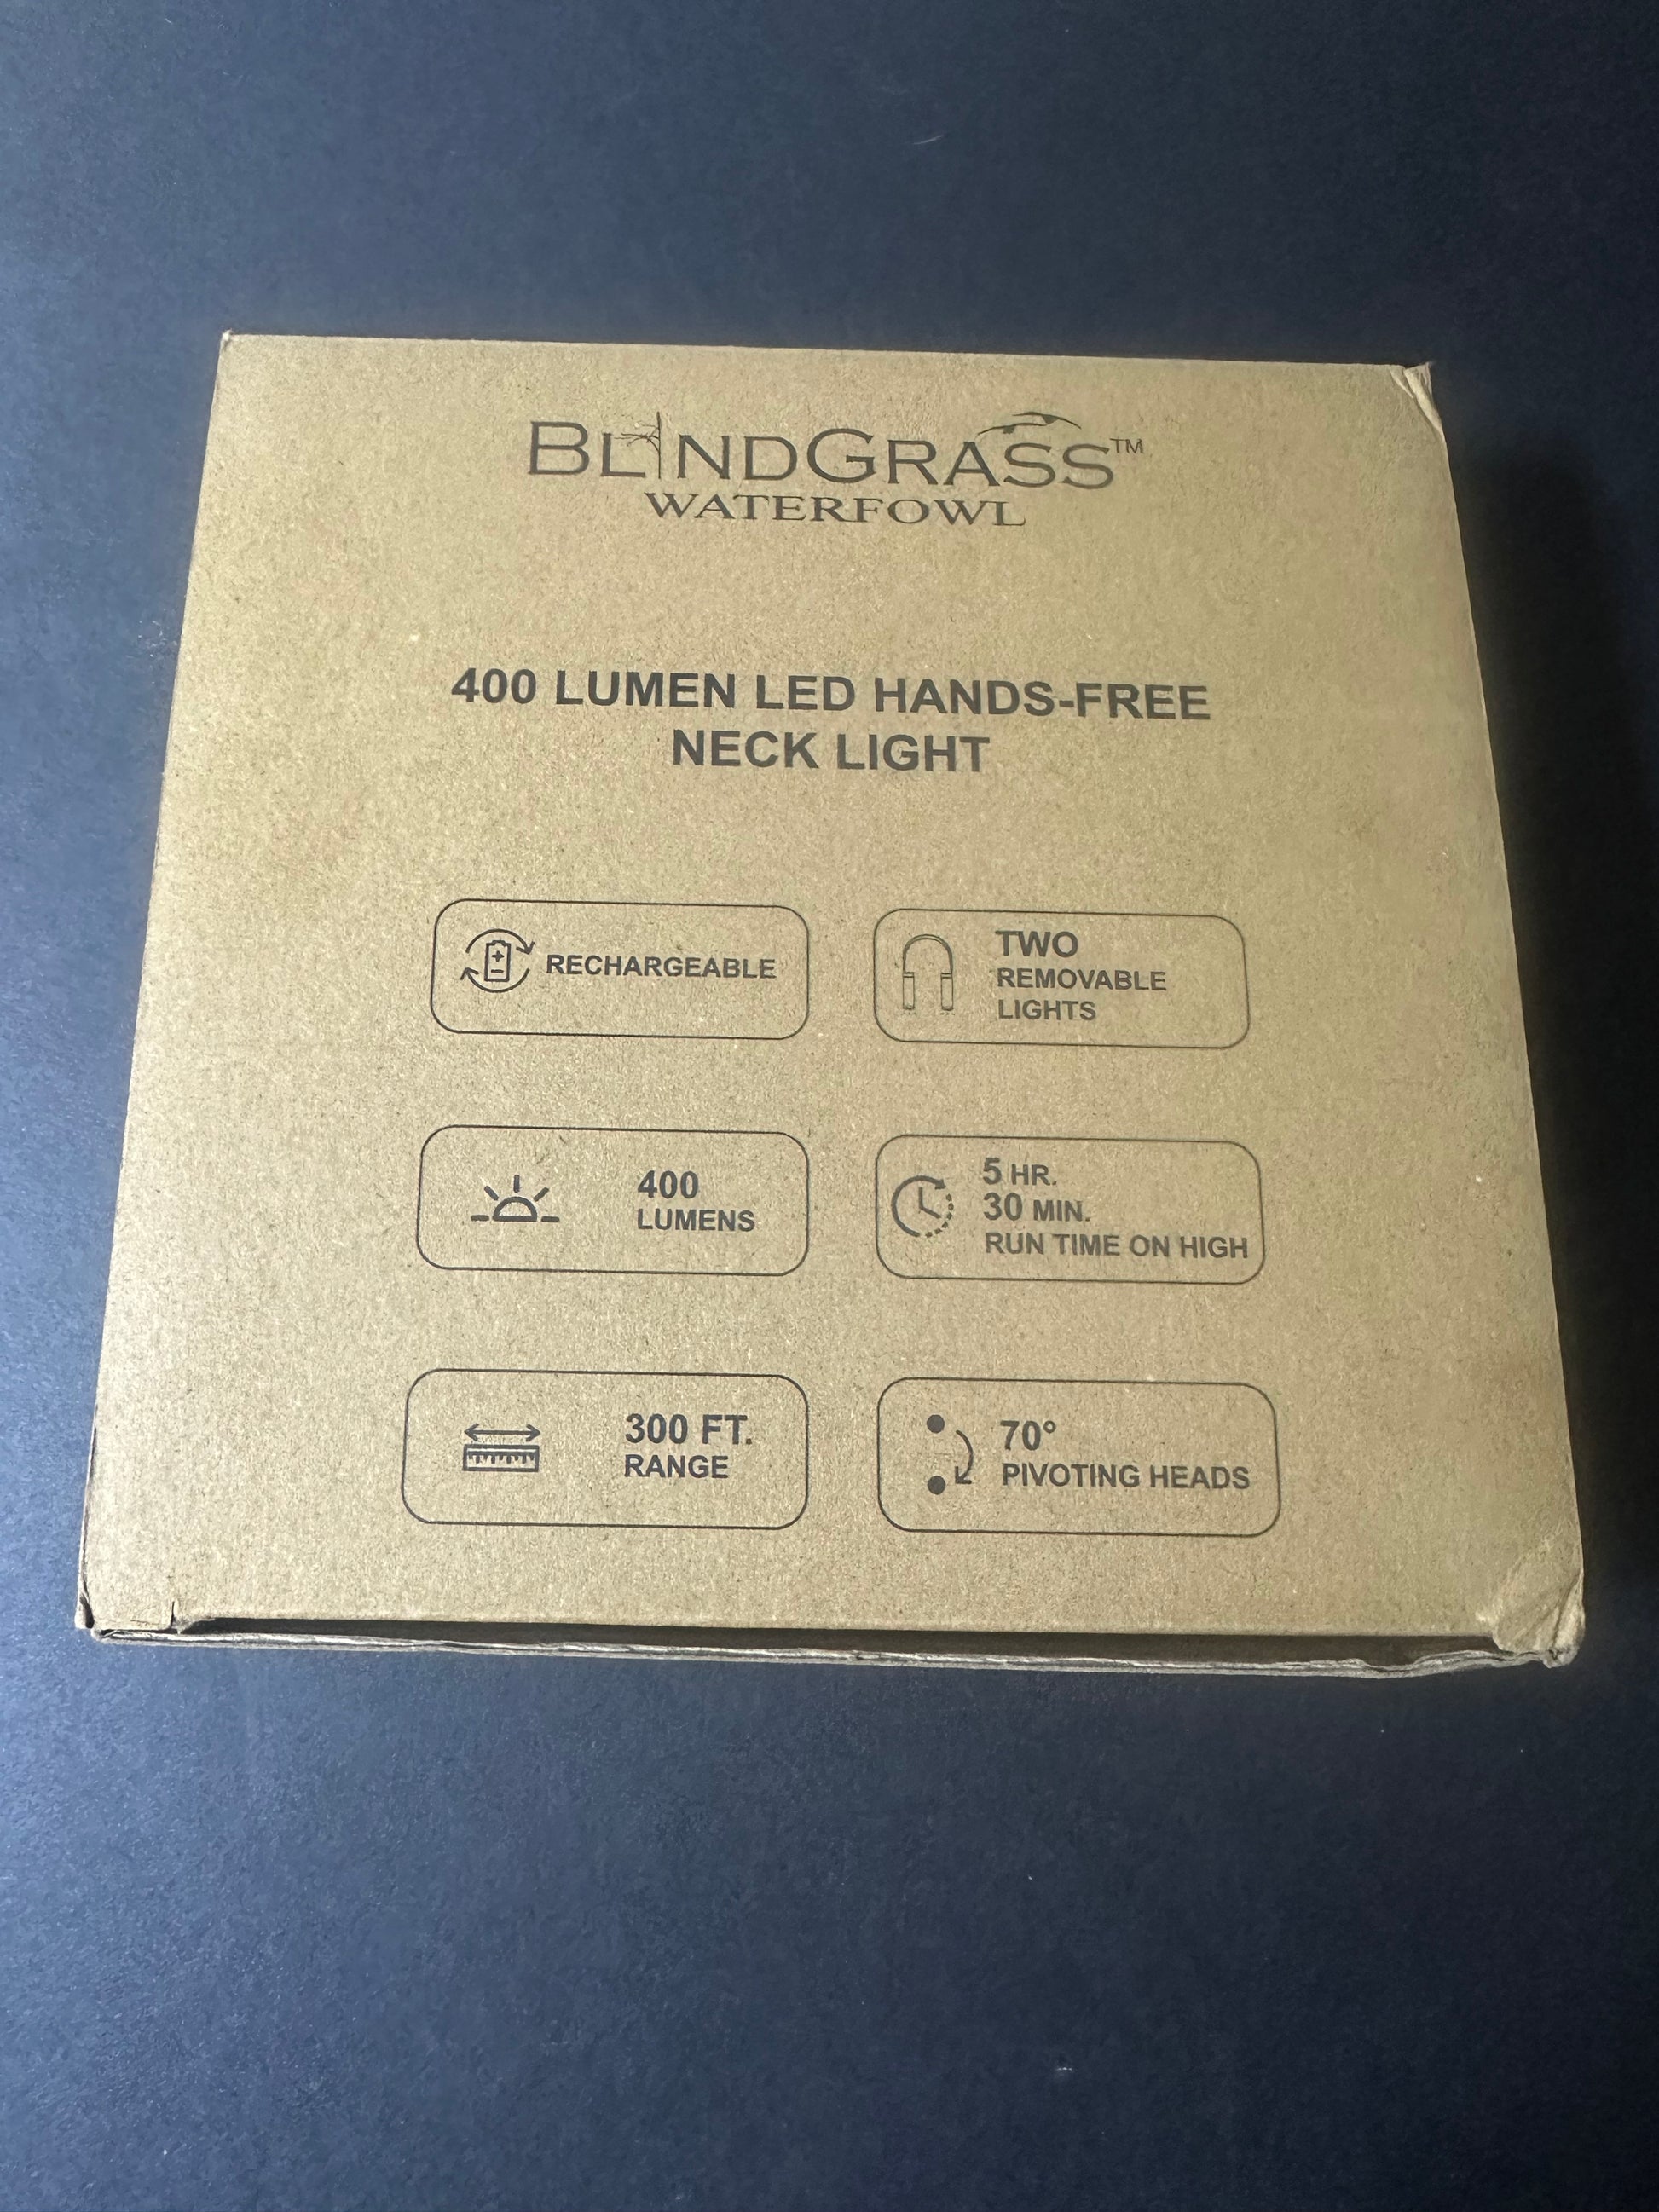 BLINDGRASS™
WATERFOWL
400 LUMEN LED HANDS-FREE
NECK LIGHT
RECHARGEABLE
TWO
REMOVABLE
LIGHTS
400
LUMENS
5 HR.
30 MIN.
RUN TIME ON HIGH
300 FT.
RANGE
70°
PIVOTING HEADS